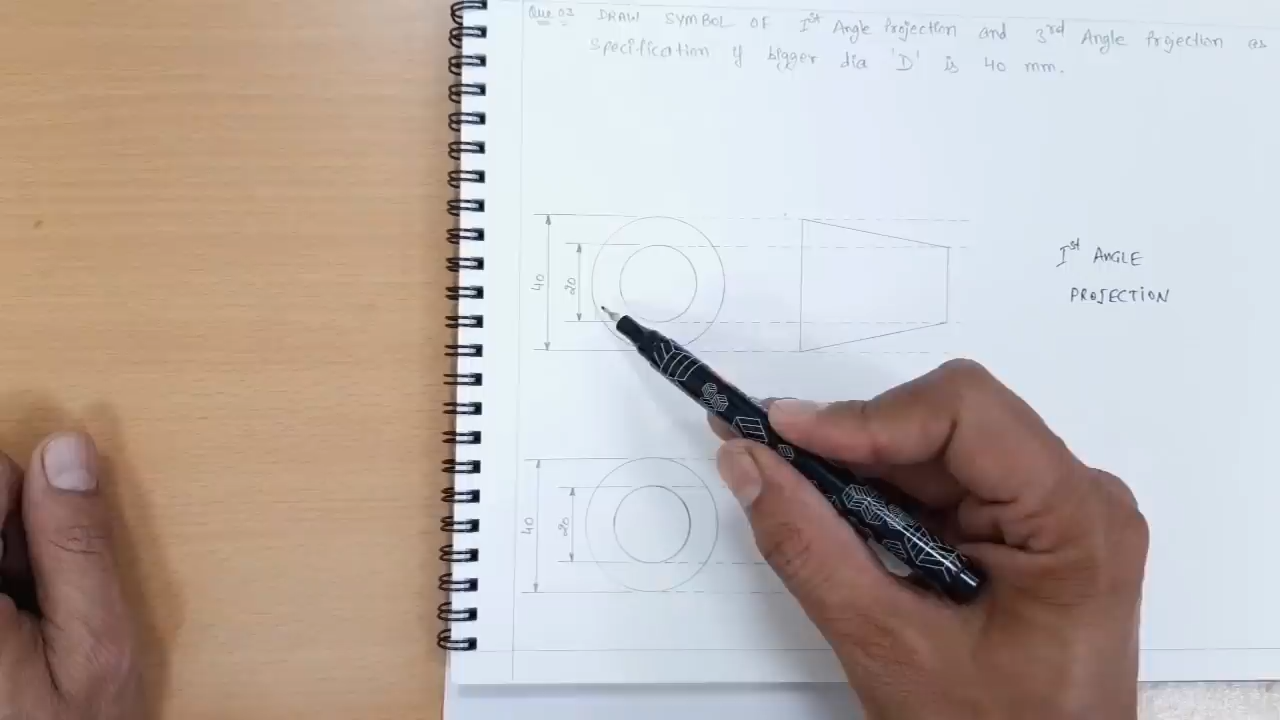 Que 03 DRAW SYMBOL OF Ist Angle Projection and 3rd Angle Projection as
specification if bigger dia 'D' is 40 mm.
40
20
Ist ANGLE
PROJECTION
40
20